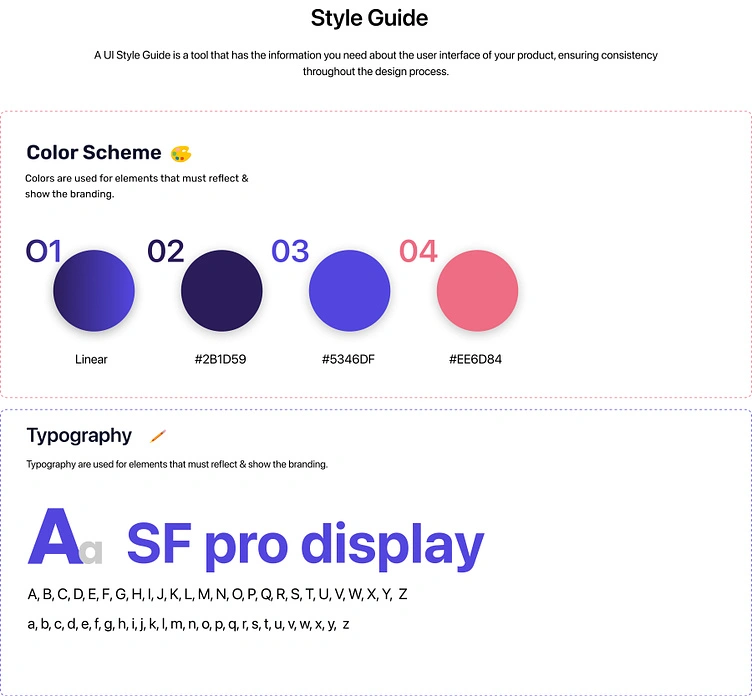 Style Guide
A UI Style Guide is a tool that has the information you need about the user interface of your product, ensuring consistency
throughout the design process.
Color Scheme
Colors are used for elements that must reflect &
show the branding.
01 02 03 04
Linear #2B1D59 #5346DF #EE6D84
Typography
Typography are used for elements that must reflect & show the branding.
Aa SF pro display
A, B, C, D, E, F, G, H, I, J, K, L, M, N, O, P, Q, R, S, T, U, V, W, X, Y, Z
a, b, c, d, e, f, g, h, i, j, k, l, m, n, o, p, q, r, s, t, u, v, w, x, y, z